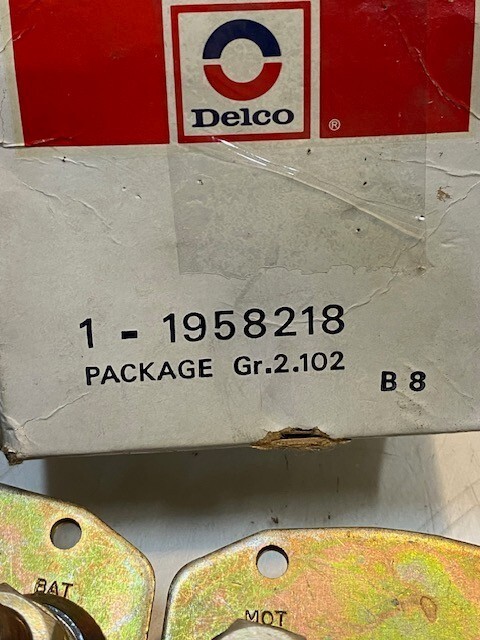 Delco
®
1 - 1958218
PACKAGE Gr.2.102
B 8
BAT
MOT